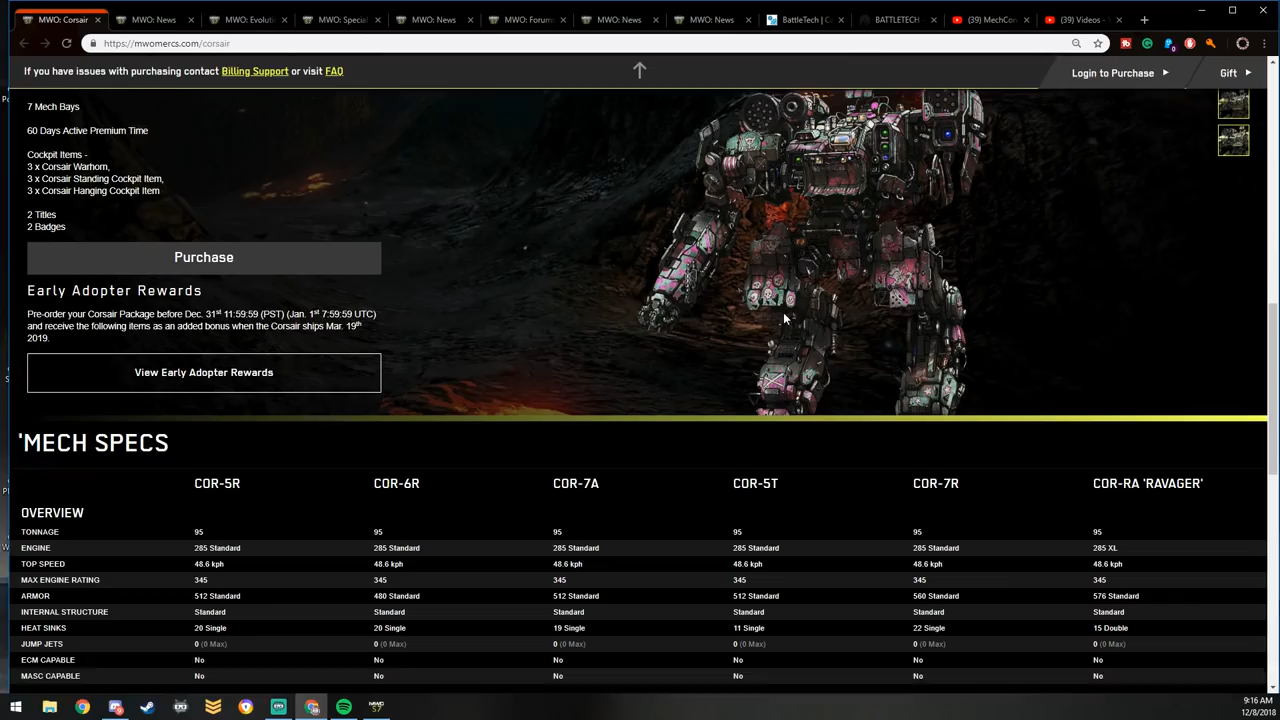 MWO: Corsair
MWO: News
MWO: Evoluti
MWO: Special
MWO: News
MWO: Forum
MWO: News
MWO: News
BattleTech | C
BATTLETECH
(39) MechCon
(39) Videos -
https://mwomercs.com/corsair
If you have issues with purchasing contact Billing Support or visit FAQ
Login to Purchase
Gift
7 Mech Bays
60 Days Active Premium Time
Cockpit Items -
3 x Corsair Warhorn,
3 x Corsair Standing Cockpit Item,
3 x Corsair Hanging Cockpit Item
2 Titles
2 Badges
Purchase
Early Adopter Rewards
Pre-order your Corsair Package before Dec. 31st 11:59:59 (PST) (Jan. 1st 7:59:59 UTC)
and receive the following items as an added bonus when the Corsair ships Mar. 19th
2019.
View Early Adopter Rewards
'MECH SPECS
COR-5R COR-6R COR-7A COR-5T COR-7R COR-RA 'RAVAGER'
OVERVIEW
TONNAGE 95 95 95 95 95 95
ENGINE 285 Standard 285 Standard 285 Standard 285 Standard 285 Standard 285 XL
TOP SPEED 48.6 kph 48.6 kph 48.6 kph 48.6 kph 48.6 kph 48.6 kph
MAX ENGINE RATING 345 345 345 345 345 345
ARMOR 512 Standard 480 Standard 512 Standard 512 Standard 560 Standard 576 Standard
INTERNAL STRUCTURE Standard Standard Standard Standard Standard Standard
HEAT SINKS 20 Single 20 Single 19 Single 11 Single 22 Single 15 Double
JUMP JETS 0 (0 Max) 0 (0 Max) 0 (0 Max) 0 (0 Max) 0 (0 Max) 0 (0 Max)
ECM CAPABLE No No No No No No
MASC CAPABLE No No No No No No
9:16 AM
12/8/2018